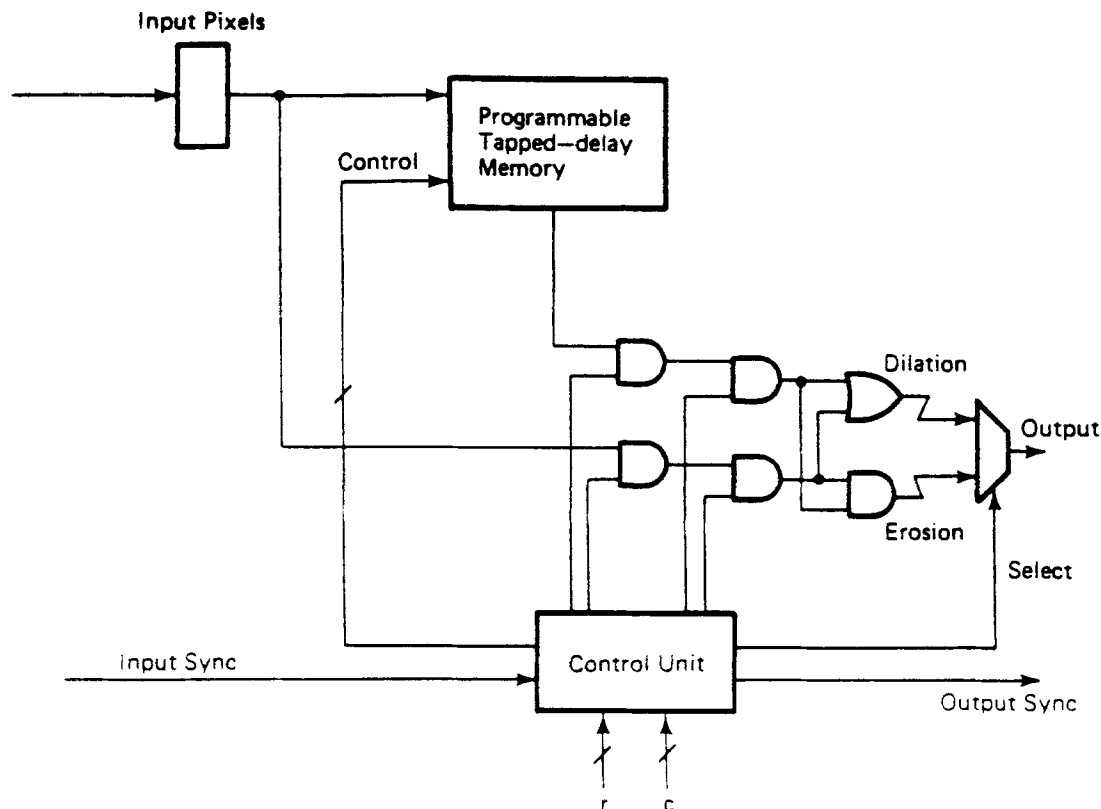 Input Pixels
Programmable
Tapped-delay
Memory
Control
Dilation
Output
Erosion
Select
Control Unit
Input Sync
Output Sync
r
c